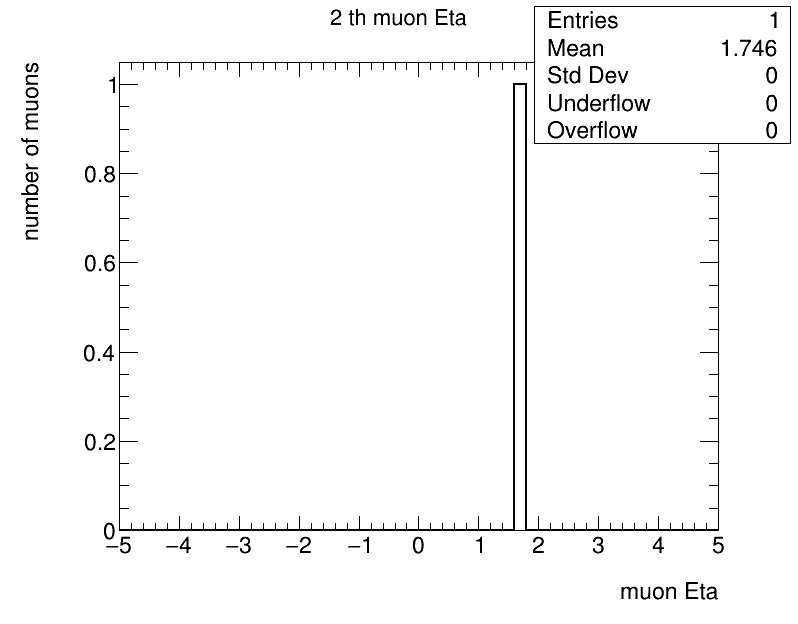 2 th muon Eta
Entries 1
Mean 1.746
Std Dev 0
Underflow 0
Overflow 0
number of muons
1
0.8
0.6
0.4
0.2
0
−5 −4 −3 −2 −1 0 1 2 3 4 5
muon Eta